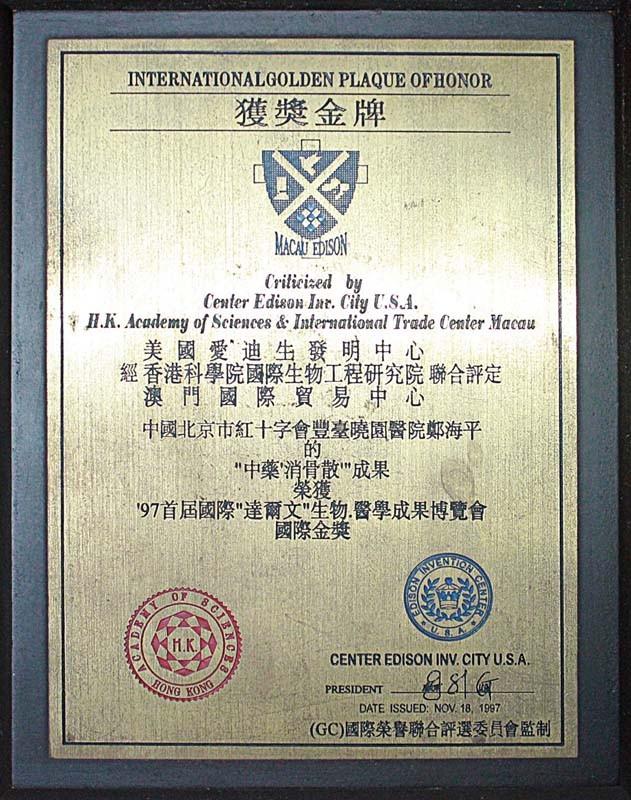 INTERNATIONALGOLDEN PLAQUE OFHONOR
獲獎金牌
MACAU EDISON
Criticized by
Center Edison Inv. City U.S.A.
H.K. Academy of Sciences & International Trade Center Macau
美國愛迪生發明中心
經香港科學院國際生物工程研究院聯合評定
澳門國際貿易中心
中國北京市紅十字會豐臺曉園醫院鄭海平
的
"中藥'消骨散'"成果
榮獲
'97首屆國際"達爾文"生物.醫學成果博覽會
國際金獎
ACADEMY OF SCIENCES
H.K.
HONG KONG
EDISON INVENTION CENTER
U.S.A.
CENTER EDISON INV. CITY U.S.A.
PRESIDENT
DATE ISSUED: NOV. 18, 1997
(GC)國際榮譽聯合評選委員會監制